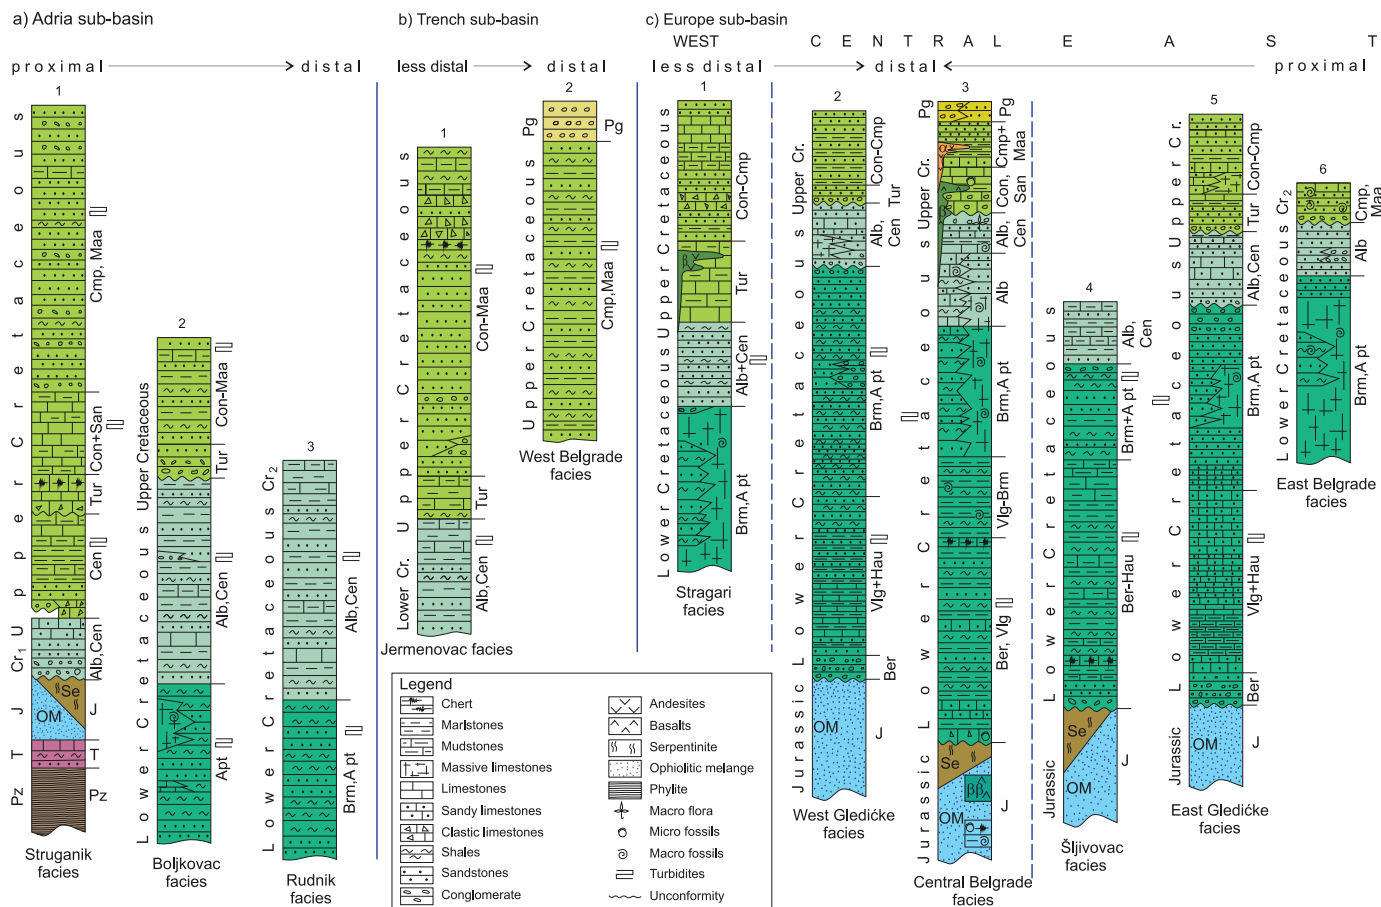 a) Adria sub-basin
b) Trench sub-basin
c) Europe sub-basin
WEST
C E N T R A L
E A S T
proximal
distal
less distal
distal
less distal
distal
proximal
1
Upper Cretaceous
Cr1
J
T
Pz
Cmp, Maa
Con+San
Tur
Cen
Alb,Cen
J
T
Pz
Se
OM
Struganik
facies
2
Upper Cretaceous
Lower Cretaceous
Con-Maa
Tur
Alb,Cen
Apt
Boljkovac
facies
3
Cr2
Lower Cretaceous
Alb,Cen
Brm,A pt
Rudnik
facies
1
Upper Cretaceous
Lower Cr.
Con-Maa
Tur
Alb,Cen
Jermenovac facies
2
Pg
Upper Cretaceous
Pg
Cmp,Maa
West Belgrade
facies
1
Upper Cretaceous
Lower Cretaceous
Con-Cmp
Tur
Alb+Cen
Brm,A pt
Stragari
facies
2
Upper Cr.
Lower Cretaceous
Jurassic
Con-Cmp
Tur
Alb,
Cen
Brm,A pt
Vlg+Hau
Ber
J
OM
West Gledićke
facies
3
Pg
Upper Cr.
Lower Cretaceous
Jurassic
Pg
Cmp+
Maa
Con,
San
Alb,
Cen
Alb
Brm,A pt
Vlg-Brm
Ber, Vlg
J
Se
OM
ββ
Central Belgrade
facies
4
Lower Cretaceous
Jurassic
Alb,
Cen
Brm+A pt
Ber-Hau
J
Se
OM
Šljivovac
facies
5
Upper Cr.
Lower Cretaceous
Jurassic
Con-Cmp
Tur
Alb,Cen
Brm,A pt
Vlg+Hau
Ber
J
OM
East Gledićke
facies
6
Cr2
Lower Cretaceous
Cmp,Maa
Alb
Brm,A pt
East Belgrade
facies
Legend
Chert
Marlstones
Mudstones
Massive limestones
Limestones
Sandy limestones
Clastic limestones
Shales
Sandstones
Conglomerate
Andesites
Basalts
Serpentinite
Ophiolitic melange
Phylite
Macro flora
Micro fossils
Macro fossils
Turbidites
Unconformity